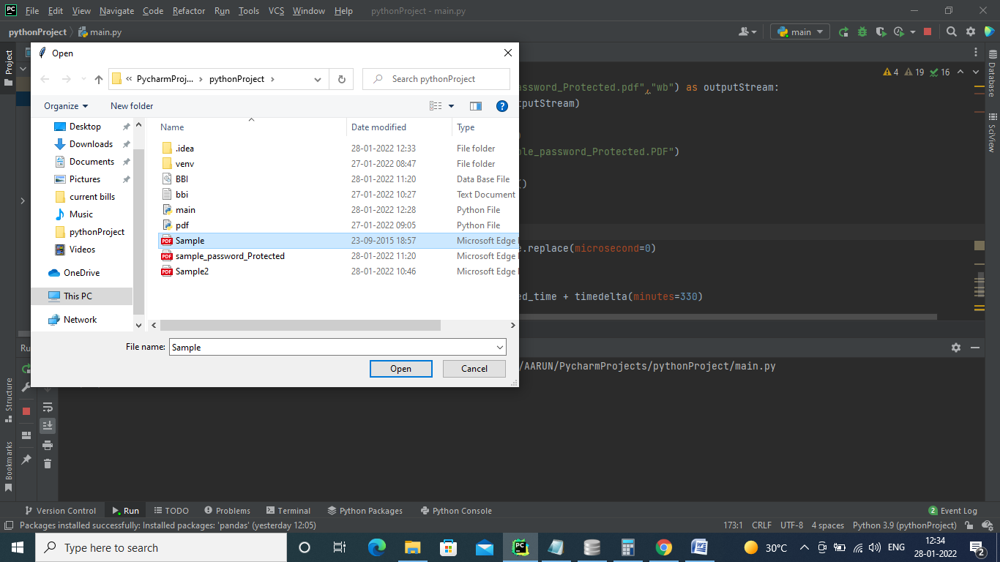 PC File Edit View Navigate Code Refactor Run Tools VCS Window Help pythonProject - main.py
pythonProject main.py main
Project
Open
PycharmProj... pythonProject Search pythonProject
Organize New folder
Name Date modified Type
Desktop
Downloads
Documents
Pictures
current bills
Music
pythonProject
Videos
OneDrive
This PC
Network
.idea 28-01-2022 12:33 File folder
venv 27-01-2022 08:47 File folder
BBI 28-01-2022 11:20 Data Base File
bbi 27-01-2022 10:27 Text Document
main 28-01-2022 12:28 Python File
pdf 27-01-2022 09:05 Python File
PDF Sample 23-09-2015 18:57 Microsoft Edge
PDF sample_password_Protected 28-01-2022 11:20 Microsoft Edge
PDF Sample2 28-01-2022 10:46 Microsoft Edge
File name: Sample
Open Cancel
4 19 16
ssword_Protected.pdf","wb") as outputStream:
tputStream)
)
le_password_Protected.PDF")
()
e.replace(microsecond=0)
ed_time + timedelta(minutes=330)
Database
SciView
Ru
/AARUN/PycharmProjects/pythonProject/main.py
Structure
Bookmarks
Version Control Run TODO Problems Terminal Python Packages Python Console 2 Event Log
Packages installed successfully: Installed packages: 'pandas' (yesterday 12:05) 173:1 CRLF UTF-8 4 spaces Python 3.9 (pythonProject)
Type here to search PC W 30°C ENG 12:34
28-01-2022 2